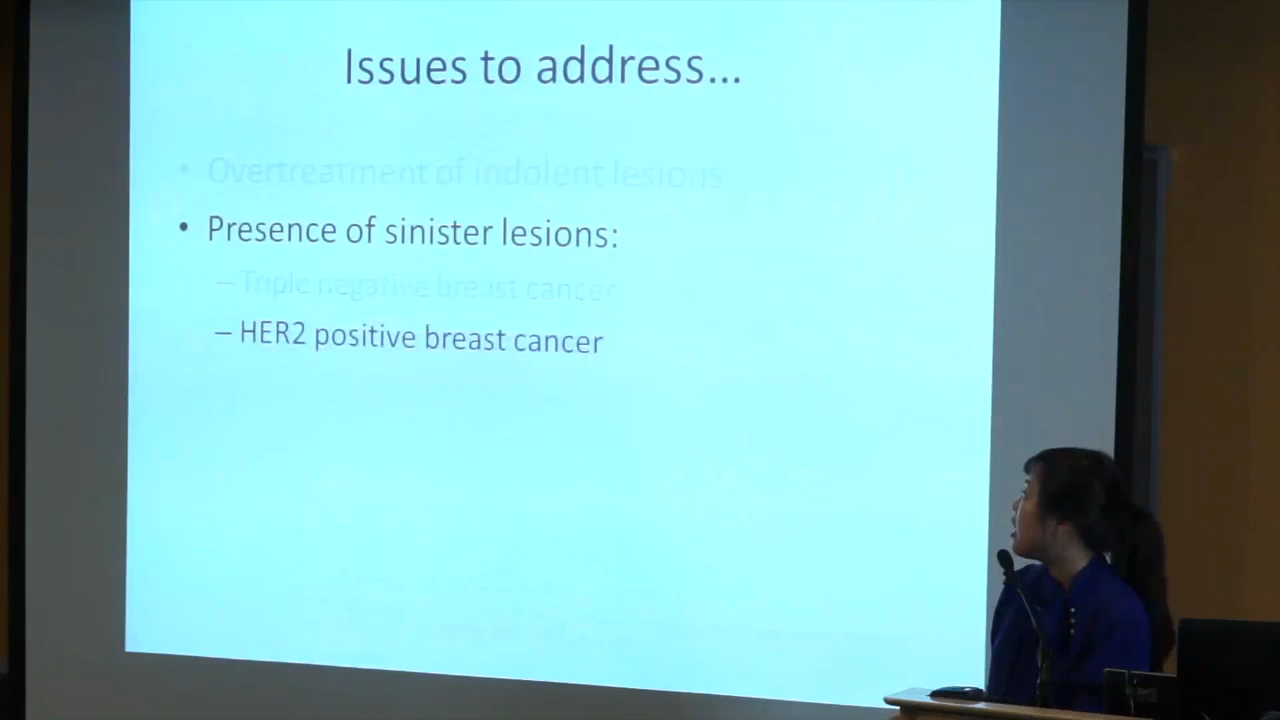 Issues to address...
• Overtreatment of indolent lesions
• Presence of sinister lesions:
– Triple negative breast cancer
– HER2 positive breast cancer